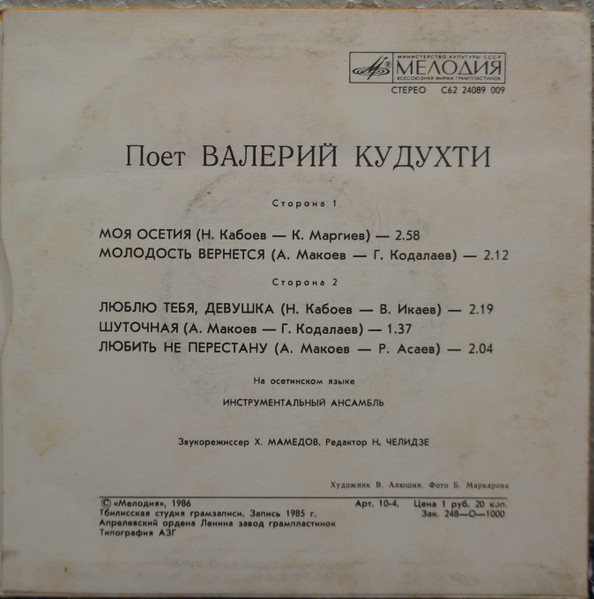 МИНИСТЕРСТВО КУЛЬТУРЫ СССР
МЕЛОДИЯ
ВСЕСОЮЗНАЯ ФИРМА ГРАМПЛАСТИНОК
СТЕРЕО С62 24089 009
Поет ВАЛЕРИЙ КУДУХТИ
Сторона 1
МОЯ ОСЕТИЯ (Н. Кабоев — К. Маргиев) — 2.58
МОЛОДОСТЬ ВЕРНЕТСЯ (А. Макоев — Г. Кодалаев) — 2.12
Сторона 2
ЛЮБЛЮ ТЕБЯ, ДЕВУШКА (Н. Кабоев — В. Икаев) — 2.19
ШУТОЧНАЯ (А. Макоев — Г. Кодалаев) — 1.37
ЛЮБИТЬ НЕ ПЕРЕСТАНУ (А. Макоев — Р. Асаев) — 2.04
На осетинском языке
ИНСТРУМЕНТАЛЬНЫЙ АНСАМБЛЬ
Звукорежиссер Х. МАМЕДОВ. Редактор Н. ЧЕЛИДЗЕ
Художник В. Алюшин. Фото Б. Маркарова
© «Мелодия», 1986 Арт. 10-4. Цена 1 руб. 20 коп.
Тбилисская студия грамзаписи. Запись 1985 г. Зак. 248—О—1000
Апрелевский ордена Ленина завод грампластинок
Типография АЗГ